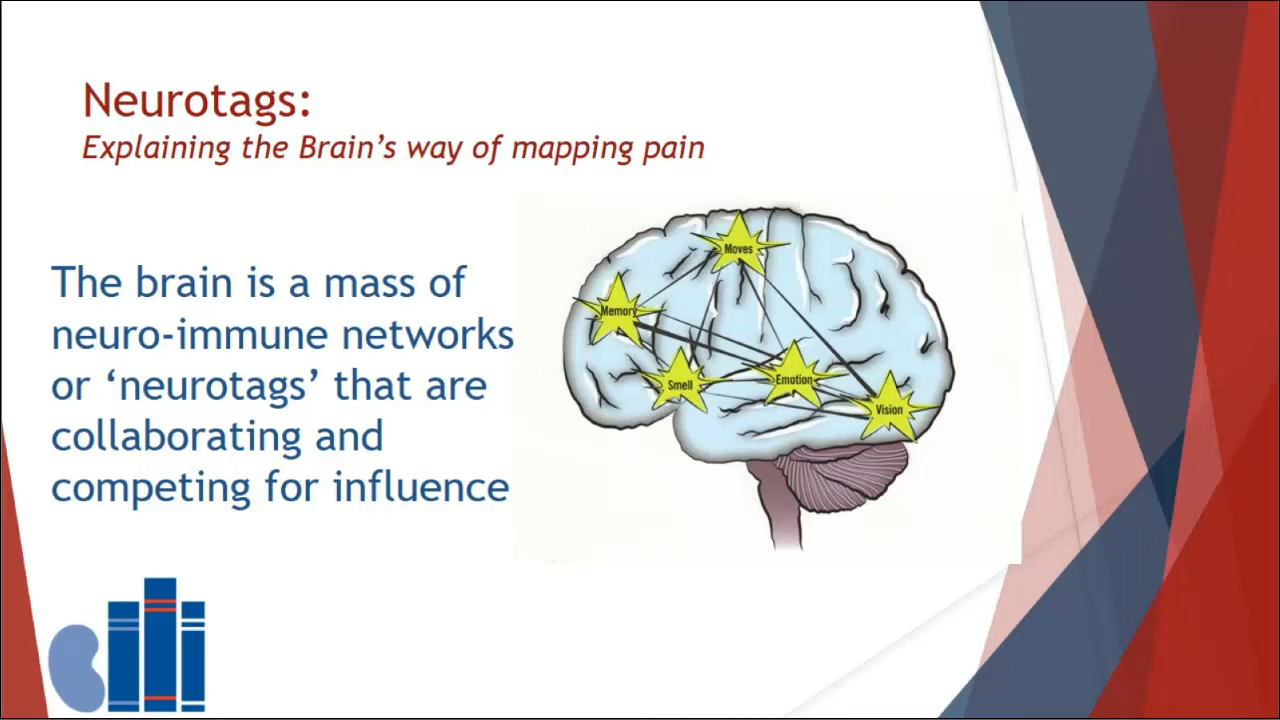 Neurotags:
Explaining the Brain's way of mapping pain
The brain is a mass of
neuro-immune networks
or ‘neurotags’ that are
collaborating and
competing for influence
Moves
Memory
Smell
Emotion
Vision